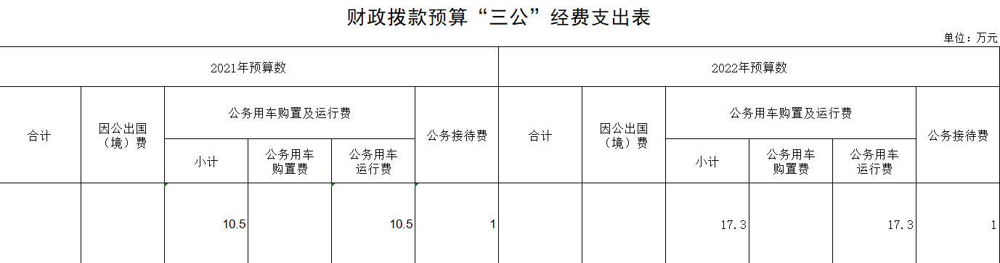 财政拨款预算“三公”经费支出表
单位：万元
2021年预算数 2022年预算数
合计 因公出国 公务用车购置及运行费 公务接待费 合计 因公出国 公务用车购置及运行费 公务接待费
（境）费 （境）费
小计 公务用车 公务用车 小计 公务用车 公务用车
购置费 运行费 购置费 运行费
10.5 10.5 1 17.3 17.3 1